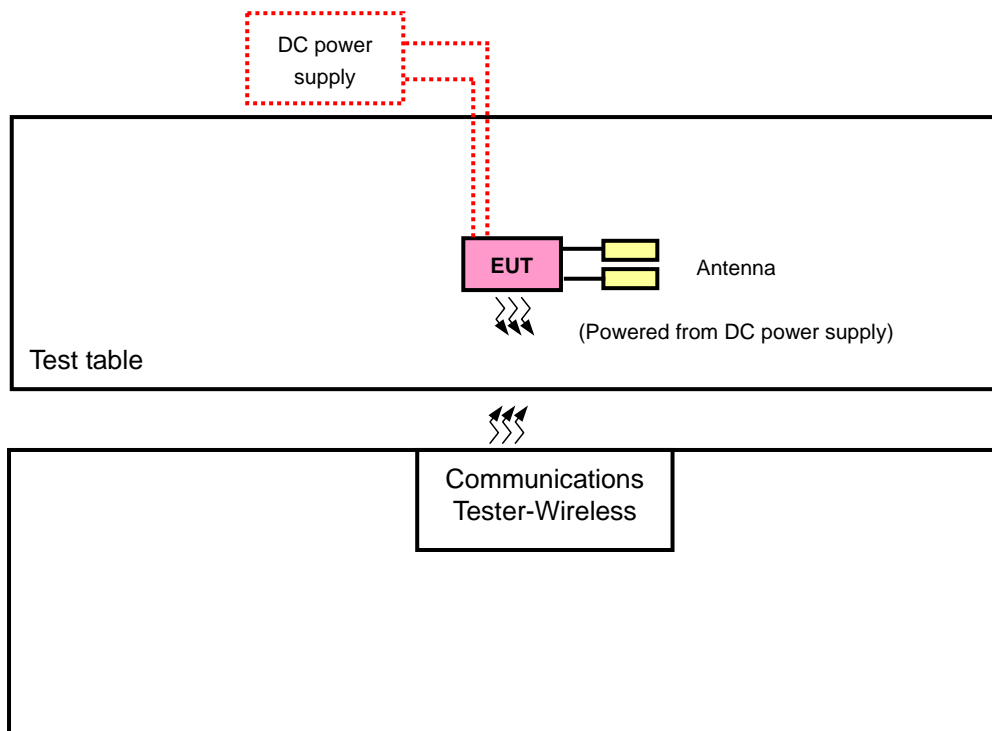 DC power
supply
EUT
Antenna
(Powered from DC power supply)
Test table
Communications
Tester-Wireless